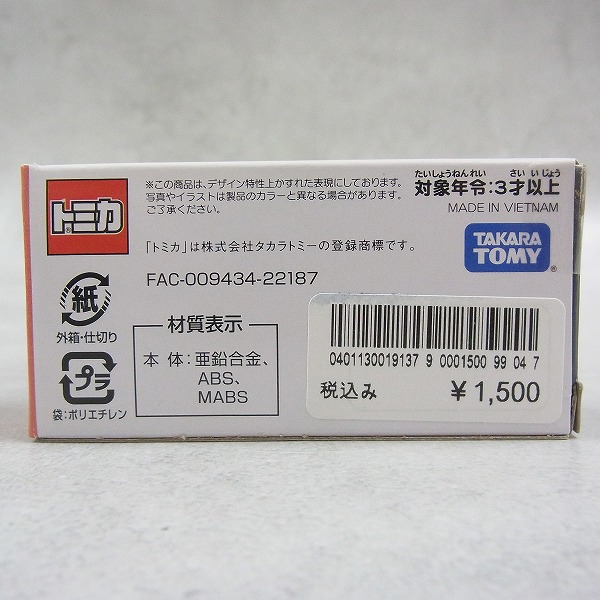 トミカ
※この商品は、デザイン特性上かすれた表現にしております。
写真やイラストは製品のカラーと異なる場合があります。
ご了承ください。
「トミカ」は株式会社タカラトミーの登録商標です。
FAC-009434-22187
たいしょうねんれい さいいじょう
対象年令:3才以上
MADE IN VIETNAM
TAKARA
TOMY
®
紙
外箱・仕切り
プラ
袋:ポリエチレン
材質表示
本 体:亜鉛合金、
ABS、
MABS
0401130019137 9 0001500 99 04 7
税込み ￥1,500